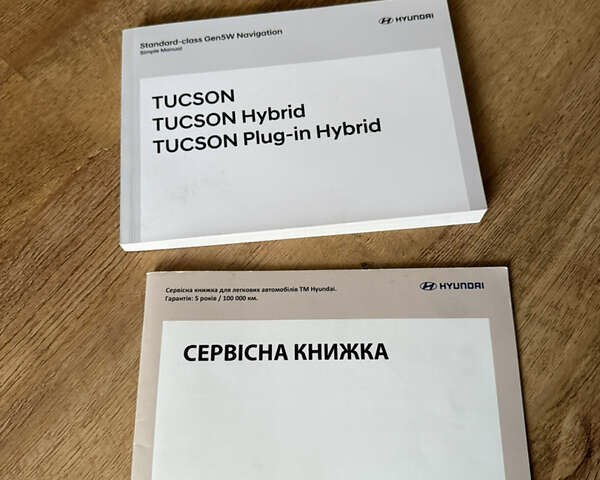 Standard-class Gen5W Navigation
Simple Manual
HYUNDAI
TUCSON
TUCSON Hybrid
TUCSON Plug-in Hybrid
Сервісна книжка для легкових автомобілів ТМ Hyundai.
Гарантія: 5 років / 100 000 км.
HYUNDAI
СЕРВІСНА КНИЖКА